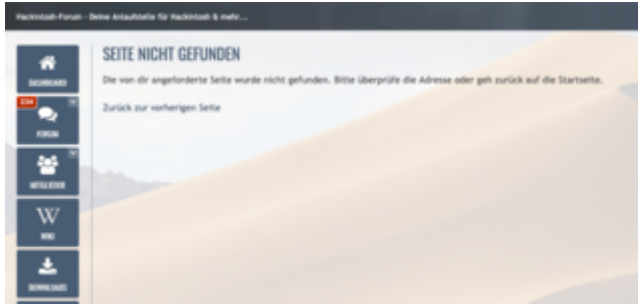 Hackintosh-Forum - Deine Anlaufstelle für Hackintosh & mehr...
SEITE NICHT GEFUNDEN
Die von dir angeforderte Seite wurde nicht gefunden. Bitte überprüfe die Adresse oder geh zurück auf die Startseite.
Zurück zur vorherigen Seite
DASHBOARD
234
FORUM
MITGLIEDER
W
WIKI
DOWNLOADS